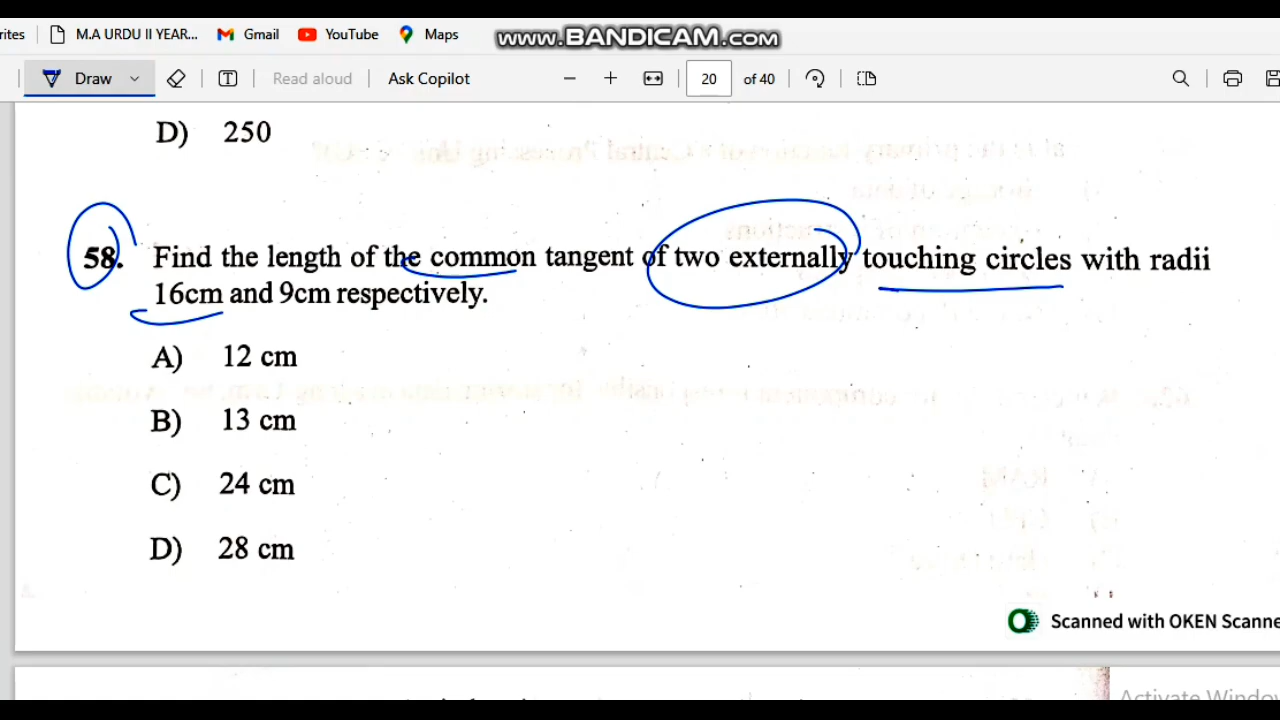 rites M.A URDU II YEAR... Gmail YouTube Maps www.BANDICAM.com
Draw Read aloud Ask Copilot 20 of 40
D) 250
58. Find the length of the common tangent of two externally touching circles with radii
16cm and 9cm respectively.
A) 12 cm
B) 13 cm
C) 24 cm
D) 28 cm
Scanned with OKEN Scanne
Activate Window